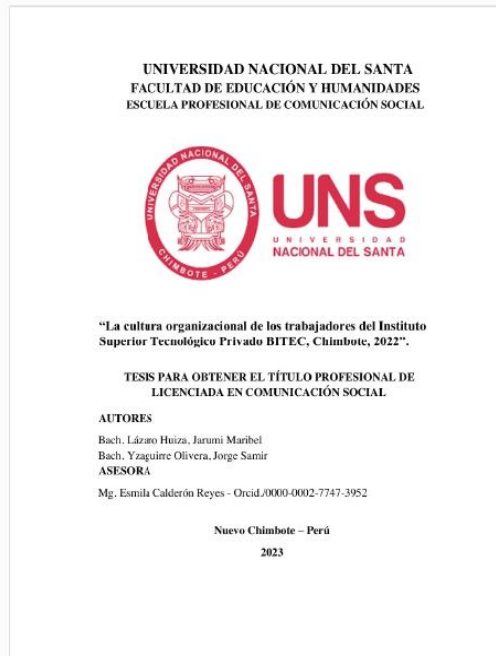 UNIVERSIDAD NACIONAL DEL SANTA
FACULTAD DE EDUCACIÓN Y HUMANIDADES
ESCUELA PROFESIONAL DE COMUNICACIÓN SOCIAL
UNIVERSIDAD NACIONAL DEL SANTA
CHIMBOTE - PERÚ
UNS
UNIVERSIDAD
NACIONAL DEL SANTA
“La cultura organizacional de los trabajadores del Instituto
Superior Tecnológico Privado BITEC, Chimbote, 2022”.
TESIS PARA OBTENER EL TÍTULO PROFESIONAL DE
LICENCIADA EN COMUNICACIÓN SOCIAL
AUTORES
Bach. Lázaro Huiza, Jarumi Maribel
Bach. Yzaguirre Olivera, Jorge Samir
ASESORA
Mg. Esmila Calderón Reyes - Orcid./0000-0002-7747-3952
Nuevo Chimbote – Perú
2023